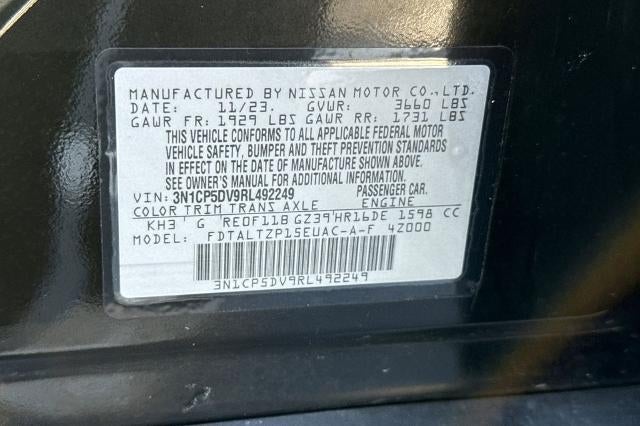 MANUFACTURED BY NISSAN MOTOR CO.,LTD.
DATE: 11/23. GVWR: 3660 LBS
GAWR FR: 1929 LBS GAWR RR: 1731 LBS
THIS VEHICLE CONFORMS TO ALL APPLICABLE FEDERAL MOTOR
VEHICLE SAFETY, BUMPER AND THEFT PREVENTION STANDARDS
IN EFFECT ON THE DATE OF MANUFACTURE SHOWN ABOVE.
SEE OWNER'S MANUAL FOR ADDITIONAL INFORMATION.
VIN: 3N1CP5DV9RL492249 PASSENGER CAR.
COLOR TRIM TRANS AXLE ENGINE
KH3 G RE0F11B GZ39 HR16DE 1598 CC
MODEL: FDTALTZP15EUAC-A-F 4Z000
3N1CP5DV9RL492249